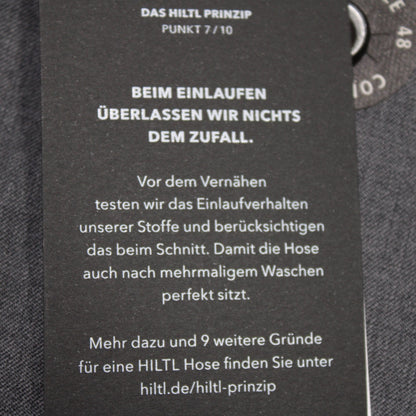 DAS HILTL PRINZIP
PUNKT 7 / 10
BEIM EINLAUFEN
ÜBERLASSEN WIR NICHTS
DEM ZUFALL.
Vor dem Vernähen
testen wir das Einlaufverhalten
unserer Stoffe und berücksichtigen
das beim Schnitt. Damit die Hose
auch nach mehrmaligem Waschen
perfekt sitzt.
Mehr dazu und 9 weitere Gründe
für eine HILTL Hose finden Sie unter
hiltl.de/hiltl-prinzip
48